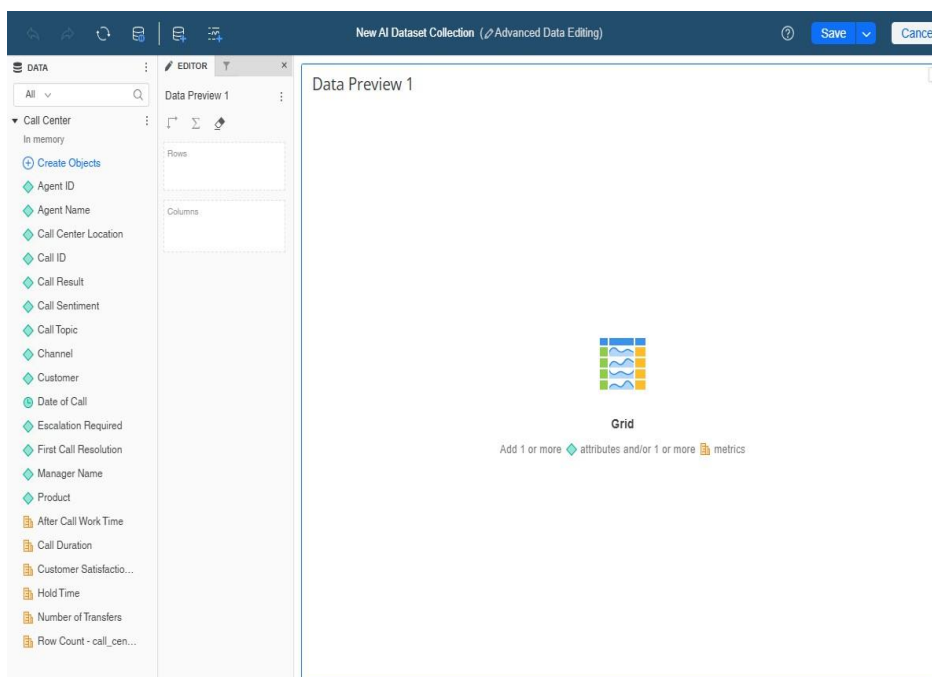 New AI Dataset Collection (Advanced Data Editing)
Save
Cance
DATA
All
Call Center
In memory
Create Objects
Agent ID
Agent Name
Call Center Location
Call ID
Call Result
Call Sentiment
Call Topic
Channel
Customer
Date of Call
Escalation Required
First Call Resolution
Manager Name
Product
After Call Work Time
Call Duration
Customer Satisfactio...
Hold Time
Number of Transfers
Row Count - call_cen...
EDITOR
Data Preview 1
Rows
Columns
Data Preview 1
Grid
Add 1 or more attributes and/or 1 or more metrics